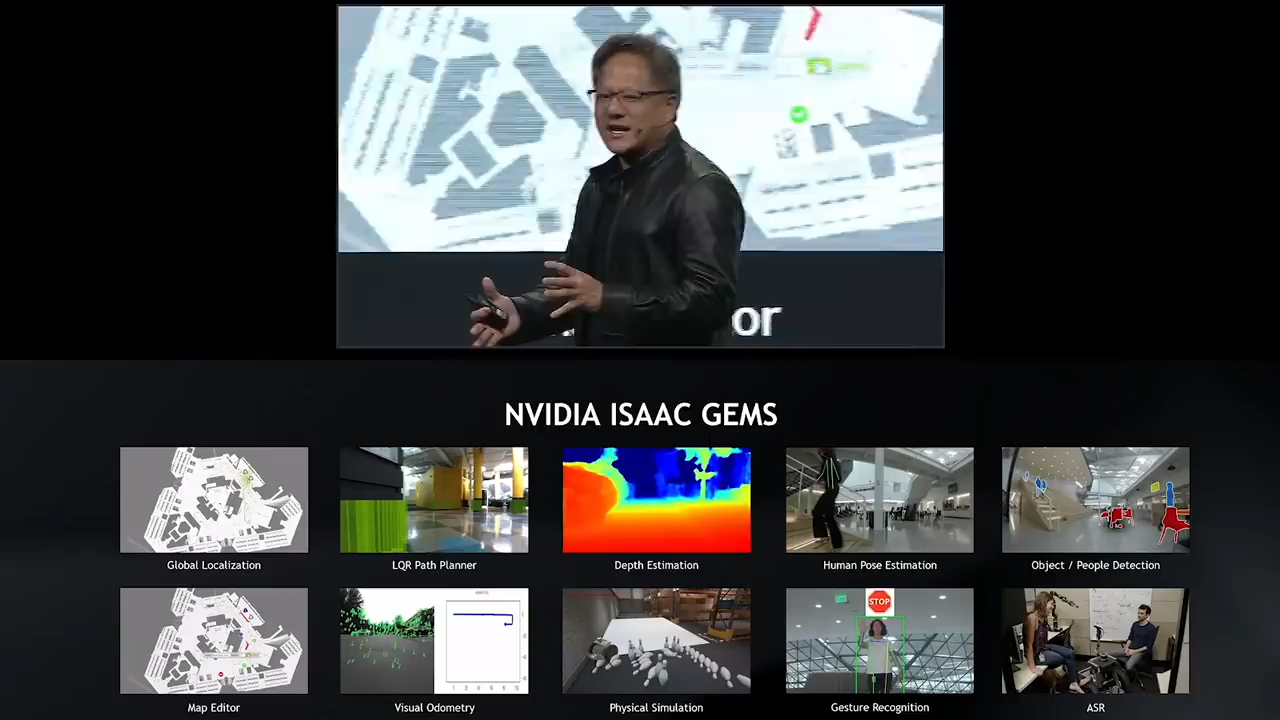 or
NVIDIA ISAAC GEMS
Global Localization
LQR Path Planner
Depth Estimation
Human Pose Estimation
Object / People Detection
STOP
Map Editor
Visual Odometry
Physical Simulation
Gesture Recognition
ASR